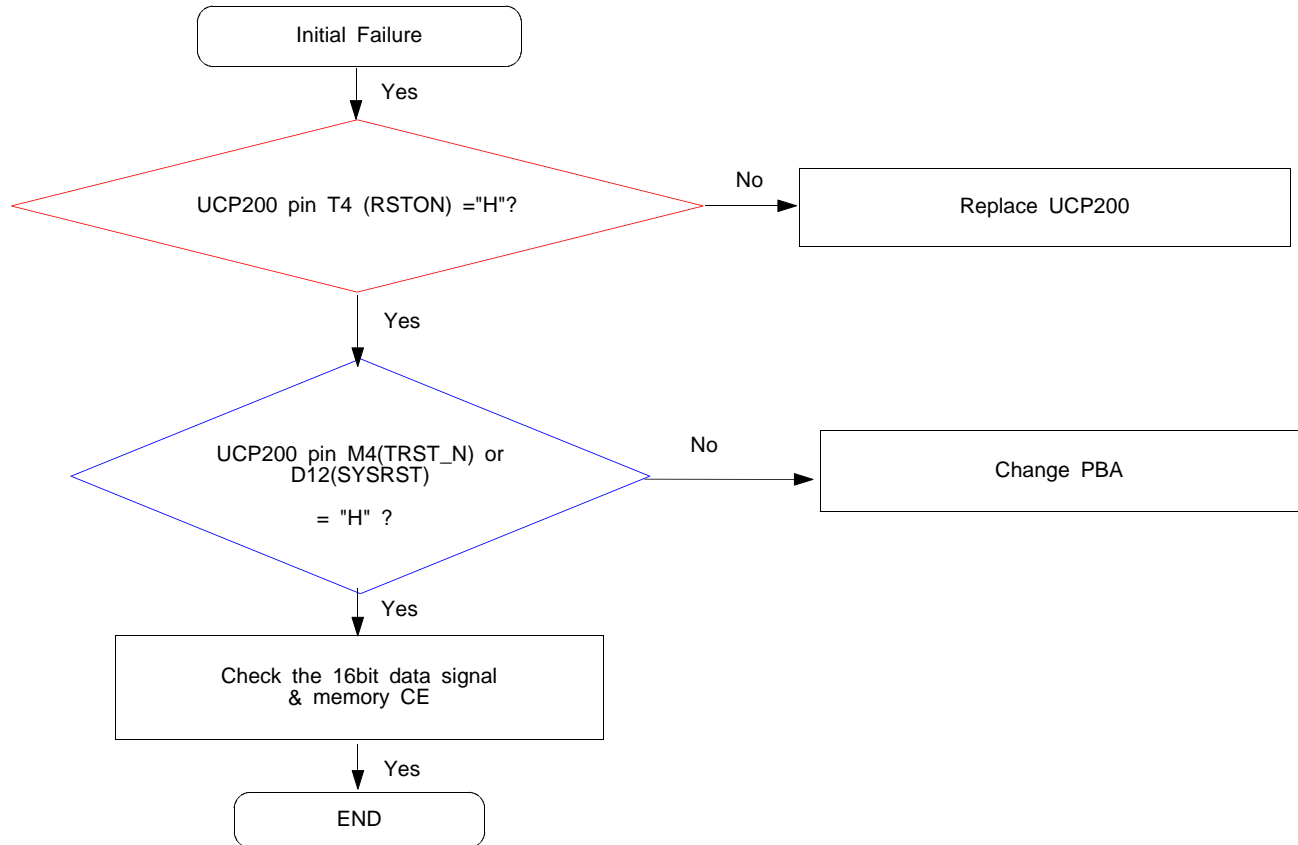 Initial Failure
Yes
UCP200 pin T4 (RSTON) ="H"?
No
Replace UCP200
Yes
UCP200 pin M4(TRST_N) or
D12(SYSRST)
= "H" ?
No
Change PBA
Yes
Check the 16bit data signal
& memory CE
Yes
END